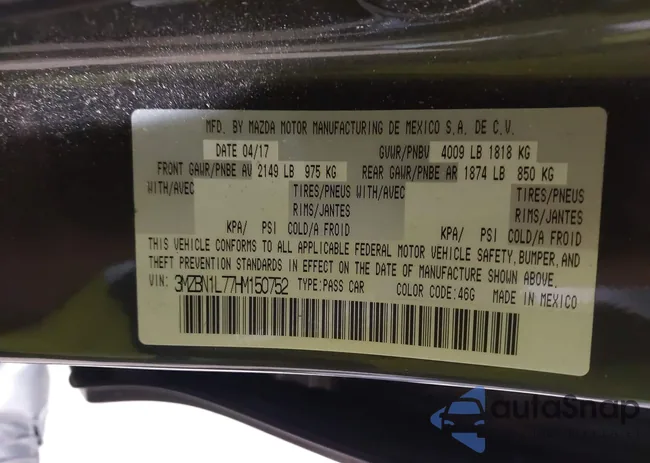 MFD. BY MAZDA MOTOR MANUFACTURING DE MEXICO S.A. DE C.V.
DATE 04/17 GVWR/PNBV 4009 LB 1818 KG
FRONT GAWR/PNBE AV 2149 LB 975 KG REAR GAWR/PNBE AR 1874 LB 850 KG
WITH/AVEC TIRES/PNEUS WITH/AVEC TIRES/PNEUS
RIMS/JANTES RIMS/JANTES
KPA/ PSI COLD/A FROID KPA/ PSI COLD/A FROID
THIS VEHICLE CONFORMS TO ALL APPLICABLE FEDERAL MOTOR VEHICLE SAFETY, BUMPER, AND
THEFT PREVENTION STANDARDS IN EFFECT ON THE DATE OF MANUFACTURE SHOWN ABOVE.
VIN: 3MZBN1L77HM150752 TYPE:PASS CAR COLOR CODE:46G MADE IN MEXICO
autoSnap